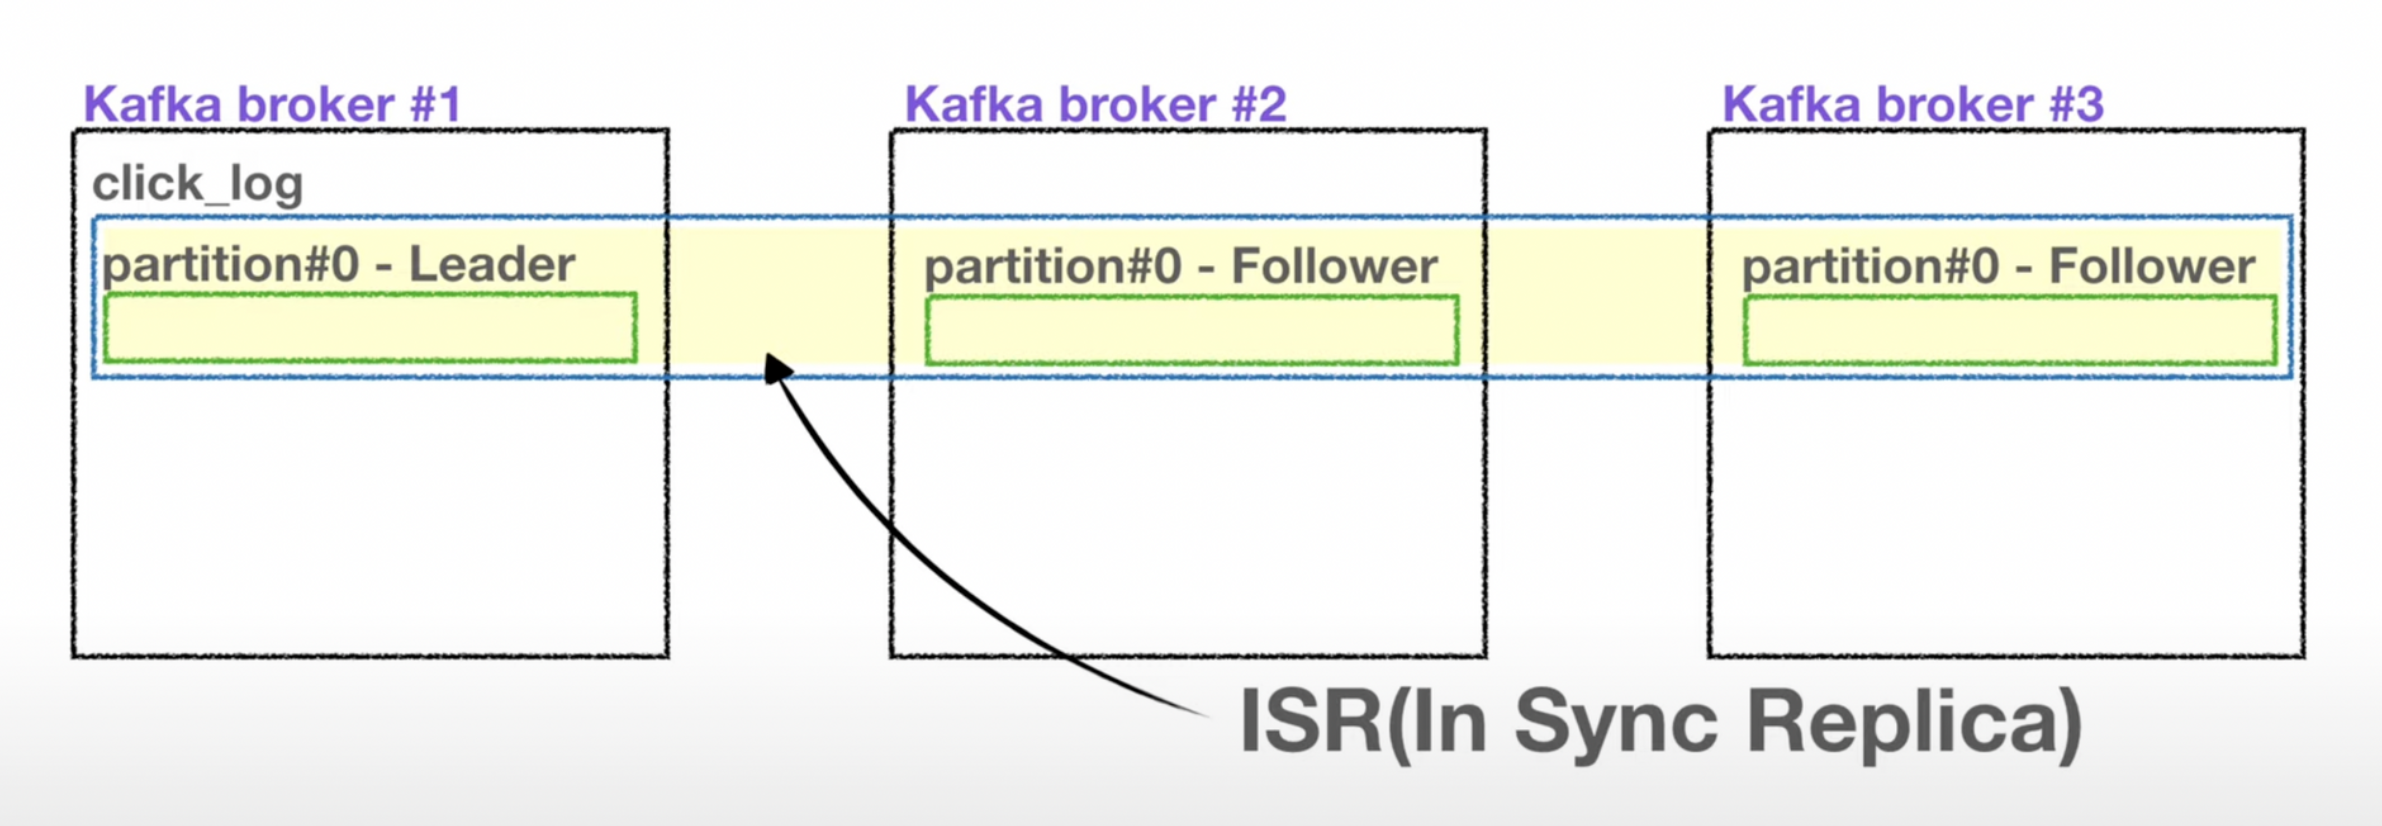 Kafka broker #1
Kafka broker #2
Kafka broker #3
click_log
partition#0 - Leader
partition#0 - Follower
partition#0 - Follower
ISR(In Sync Replica)